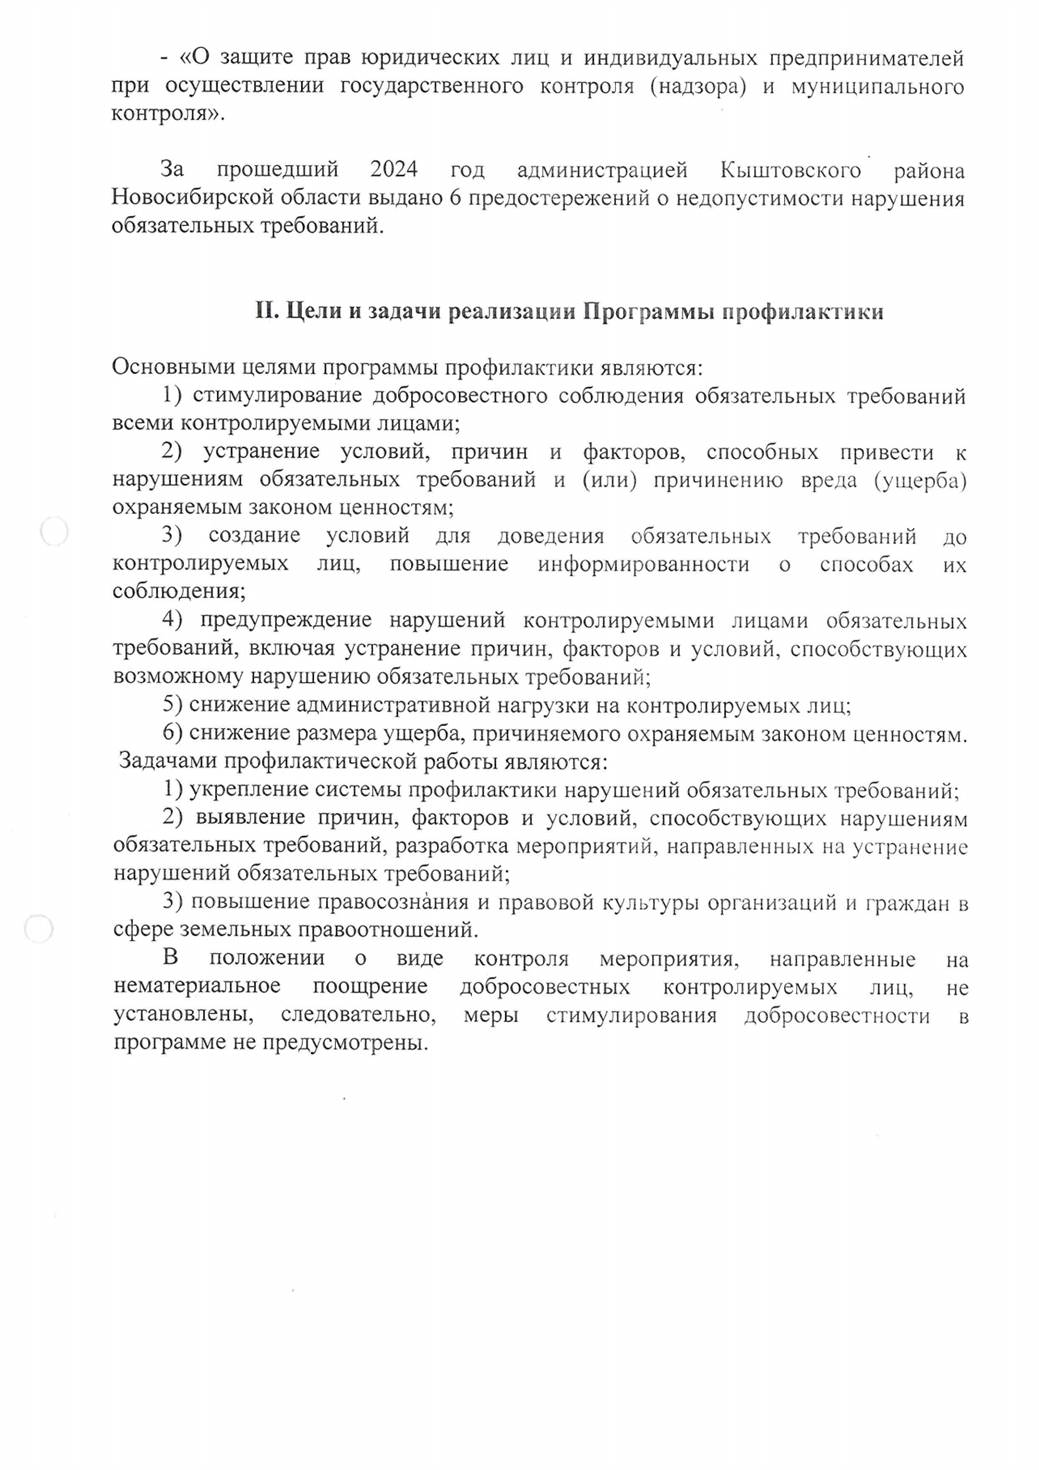 - «О защите прав юридических лиц и индивидуальных предпринимателей
при осуществлении государственного контроля (надзора) и муниципального
контроля».
За прошедший 2024 год администрацией Кыштовского района
Новосибирской области выдано 6 предостережений о недопустимости нарушения
обязательных требований.
II. Цели и задачи реализации Программы профилактики
Основными целями программы профилактики являются:
1) стимулирование добросовестного соблюдения обязательных требований
всеми контролируемыми лицами;
2) устранение условий, причин и факторов, способных привести к
нарушениям обязательных требований и (или) причинению вреда (ущерба)
охраняемым законом ценностям;
3) создание условий для доведения обязательных требований до
контролируемых лиц, повышение информированности о способах их
соблюдения;
4) предупреждение нарушений контролируемыми лицами обязательных
требований, включая устранение причин, факторов и условий, способствующих
возможному нарушению обязательных требований;
5) снижение административной нагрузки на контролируемых лиц;
6) снижение размера ущерба, причиняемого охраняемым законом ценностям.
Задачами профилактической работы являются:
1) укрепление системы профилактики нарушений обязательных требований;
2) выявление причин, факторов и условий, способствующих нарушениям
обязательных требований, разработка мероприятий, направленных на устранение
нарушений обязательных требований;
3) повышение правосознания и правовой культуры организаций и граждан в
сфере земельных правоотношений.
В положении о виде контроля мероприятия, направленные на
нематериальное поощрение добросовестных контролируемых лиц, не
установлены, следовательно, меры стимулирования добросовестности в
программе не предусмотрены.